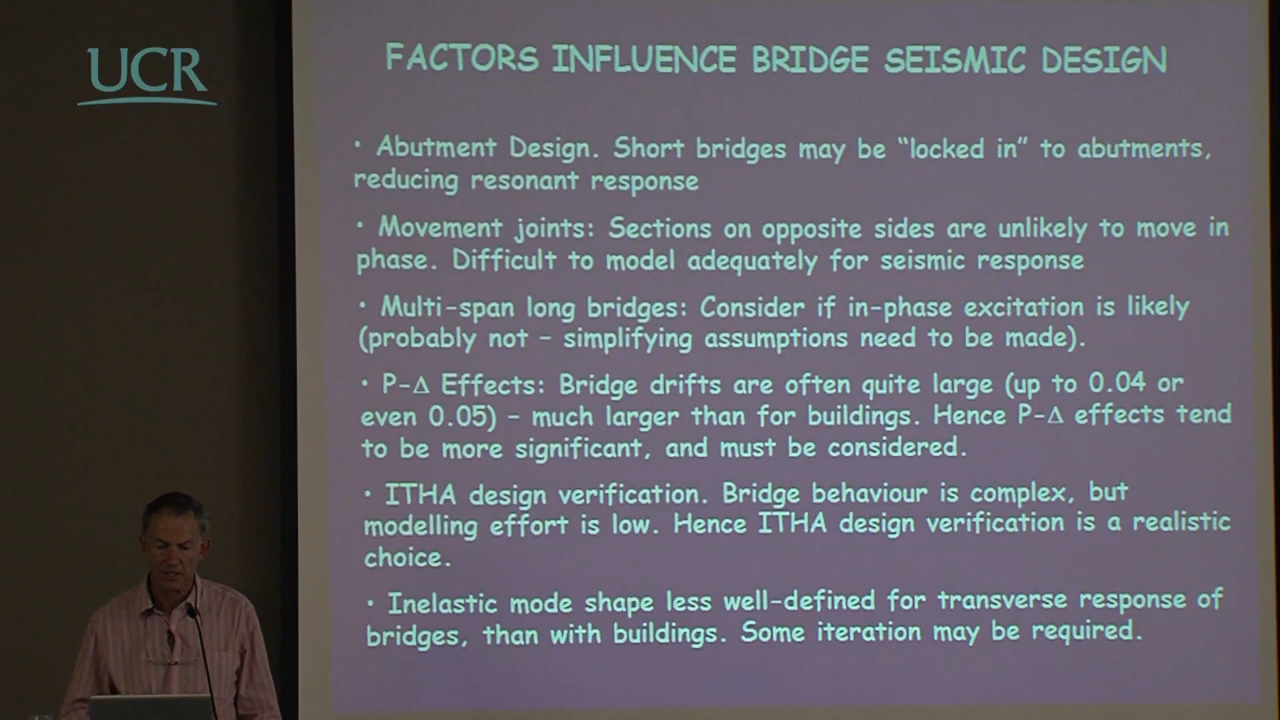 UCR
FACTORS INFLUENCE BRIDGE SEISMIC DESIGN
• Abutment Design. Short bridges may be “locked in” to abutments,
reducing resonant response
• Movement joints: Sections on opposite sides are unlikely to move in
phase. Difficult to model adequately for seismic response
• Multi-span long bridges: Consider if in-phase excitation is likely
(probably not – simplifying assumptions need to be made).
• P-Δ Effects: Bridge drifts are often quite large (up to 0.04 or
even 0.05) – much larger than for buildings. Hence P-Δ effects tend
to be more significant, and must be considered.
• ITHA design verification. Bridge behaviour is complex, but
modelling effort is low. Hence ITHA design verification is a realistic
choice.
• Inelastic mode shape less well-defined for transverse response of
bridges, than with buildings. Some iteration may be required.